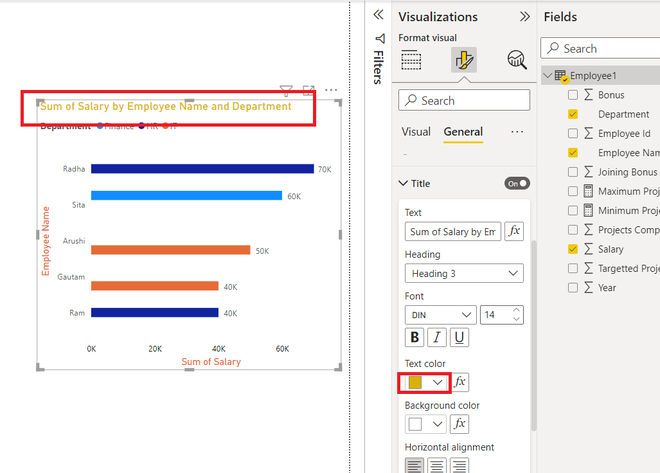 Visualizations
Fields
Format visual
Filters
Search
Search
Employee1
Bonus
Department
Employee Id
Employee Nam
Joining Bonus
Maximum Proj
Minimum Proj
Projects Comp
Salary
Targetted Proje
Year
Visual
General
Title
On
Text
Sum of Salary by Em
fx
Heading
Heading 3
Font
DIN
14
B I U
Text color
fx
Background color
fx
Horizontal alignment
Sum of Salary by Employee Name and Department
Department Finance HR IT
Employee Name
Radha
70K
Sita
60K
Arushi
50K
Gautam
40K
Ram
40K
0K 20K 40K 60K
Sum of Salary